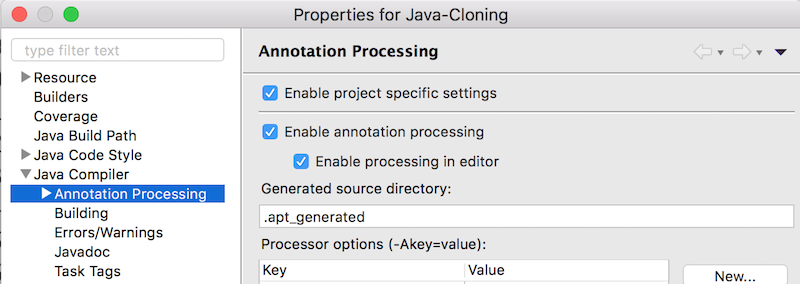 Properties for Java-Cloning
type filter text
Resource
Builders
Coverage
Java Build Path
Java Code Style
Java Compiler
Annotation Processing
Building
Errors/Warnings
Javadoc
Task Tags
Annotation Processing
Enable project specific settings
Enable annotation processing
Enable processing in editor
Generated source directory:
.apt_generated
Processor options (-Akey=value):
Key Value
New...